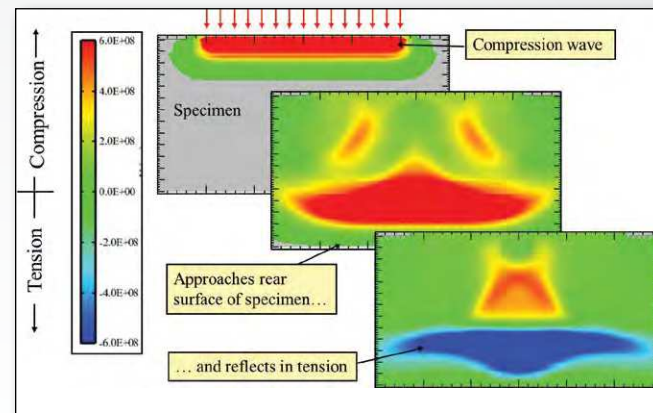 Compression
Tension
6.0E+08
4.0E+08
2.0E+08
0.0E+00
-2.0E+08
-4.0E+08
-6.0E+08
Compression wave
Specimen
Approaches rear
surface of specimen…
… and reflects in tension